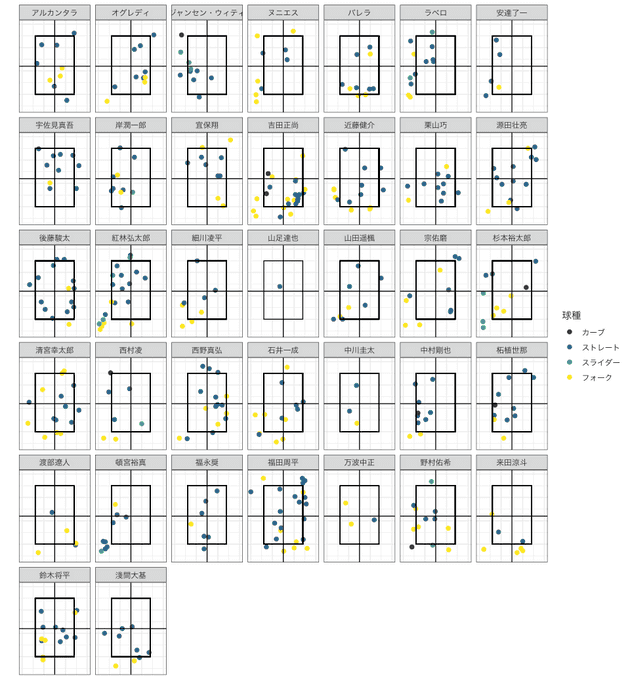 アルカンタラ
オグレディ
ジャンセン・ウィティ
ヌニエス
バレラ
ラベロ
安達了一
宇佐見真吾
岸潤一郎
宜保翔
吉田正尚
近藤健介
栗山巧
源田壮亮
後藤駿太
紅林弘太郎
細川凌平
山足達也
山田遥楓
宗佑磨
杉本裕太郎
清宮幸太郎
西村凌
西野真弘
石井一成
中川圭太
中村剛也
柘植世那
渡部遼人
頓宮裕真
福永奨
福田周平
万波中正
野村佑希
来田涼斗
鈴木将平
淺間大基
球種
カーブ
ストレート
スライダー
フォーク